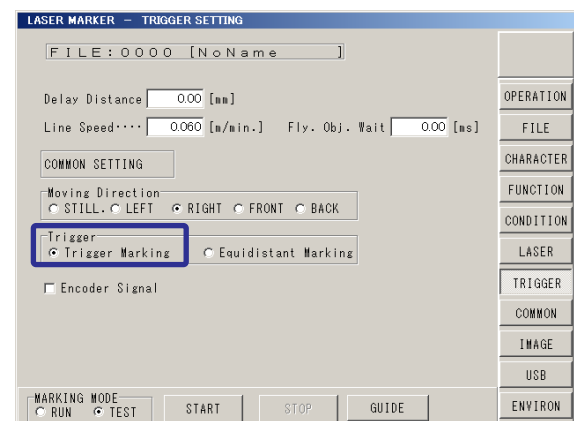 LASER MARKER - TRIGGER SETTING
FILE:0000 [NoName ]
Delay Distance 0.00 [mm]
Line Speed···· 0.060 [m/min.] Fly. Obj. Wait 0.00 [ms]
COMMON SETTING
Moving Direction
STILL. LEFT RIGHT FRONT BACK
Trigger
Trigger Marking Equidistant Marking
Encoder Signal
MARKING MODE
RUN TEST START STOP GUIDE
OPERATION
FILE
CHARACTER
FUNCTION
CONDITION
LASER
TRIGGER
COMMON
IMAGE
USB
ENVIRON